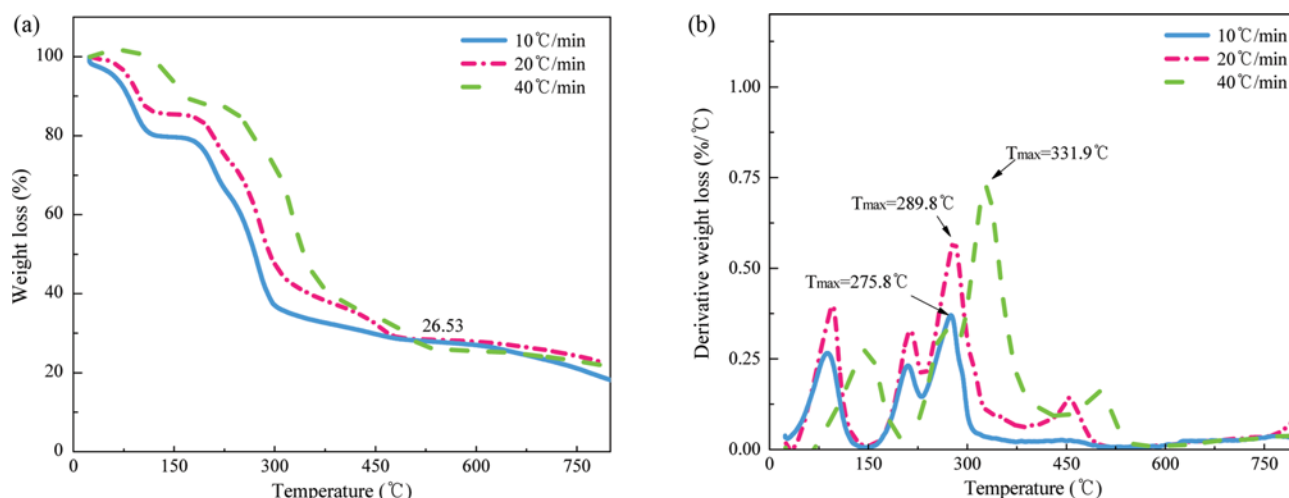 (a)
10℃/min
20℃/min
40℃/min
100
80
60
40
20
0
Weight loss (%)
26.53
0 150 300 450 600 750
Temperature (℃)
(b)
10℃/min
20℃/min
40℃/min
1.00
0.75
0.50
0.25
0.00
Derivative weight loss (%/℃)
Tmax=331.9℃
Tmax=289.8℃
Tmax=275.8℃
0 150 300 450 600 750
Temperature (℃)